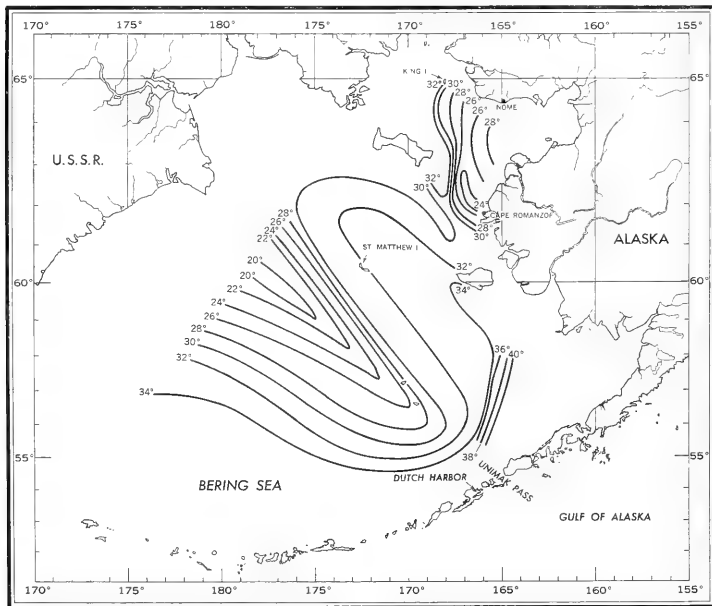 170° 175° 180° 175° 170° 165° 160° 155°
65°
60°
55°
KING I
32° 30°
28°
26°
26°
28°
NOME
U.S.S.R.
32°
30°
24°
CAPE ROMANZOF
28°
30°
28°
26°
24°
22°
20°
20°
22°
24°
26°
28°
30°
32°
34°
ST MATTHEW I
ALASKA
32°
34°
36°
40°
38°
65°
60°
55°
BERING SEA
DUTCH HARBOR
UNIMAK PASS
GULF OF ALASKA
170° 175° 180° 175° 170° 165° 160° 155°